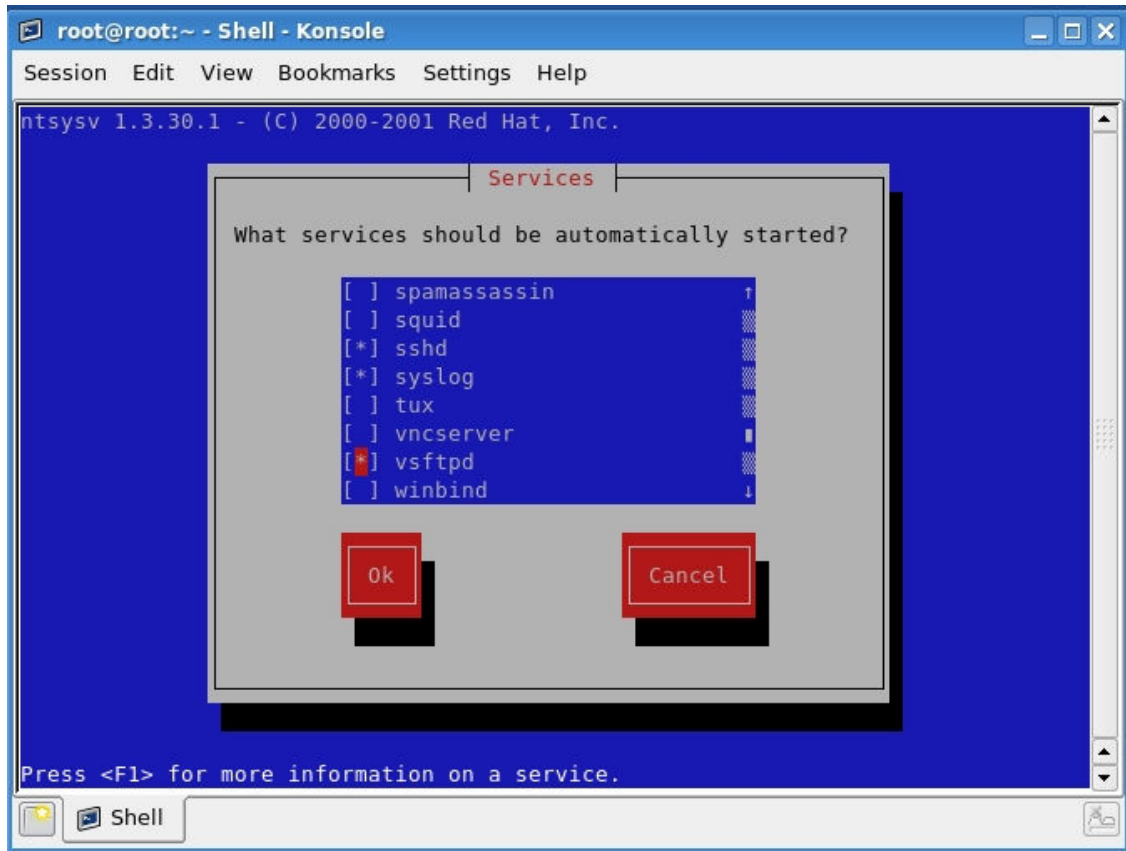 root@root:~ - Shell - Konsole
Session Edit View Bookmarks Settings Help
ntsysv 1.3.30.1 - (C) 2000-2001 Red Hat, Inc.
Services
What services should be automatically started?
[ ] spamassassin
[ ] squid
[*] sshd
[*] syslog
[ ] tux
[ ] vncserver
[*] vsftpd
[ ] winbind
Ok Cancel
Press <F1> for more information on a service.
Shell